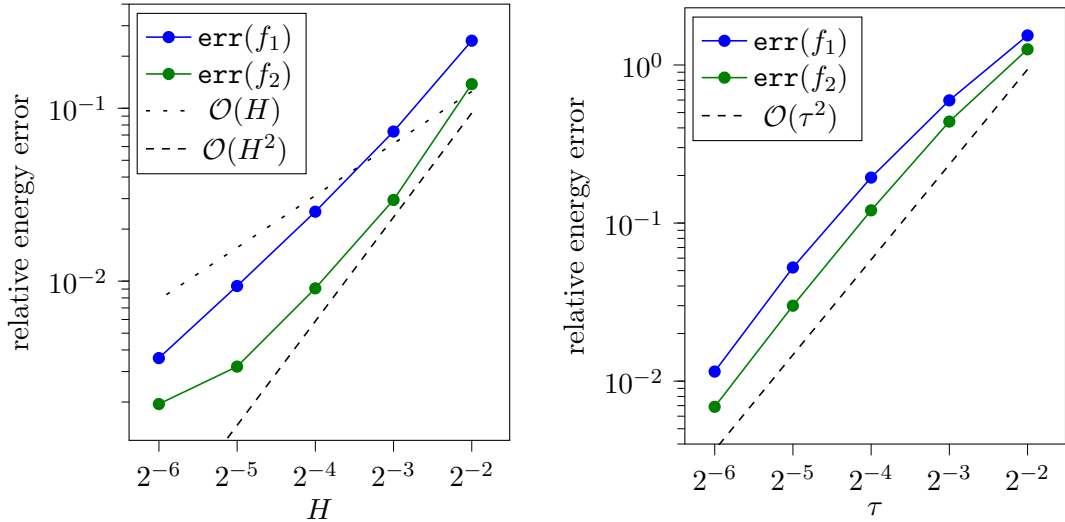 err(f₁)
err(f₂)
O(H)
O(H²)
10⁻¹
10⁻²
relative energy error
2⁻⁶ 2⁻⁵ 2⁻⁴ 2⁻³ 2⁻²
H
err(f₁)
err(f₂)
O(τ²)
10⁰
10⁻¹
10⁻²
relative energy error
2⁻⁶ 2⁻⁵ 2⁻⁴ 2⁻³ 2⁻²
τ